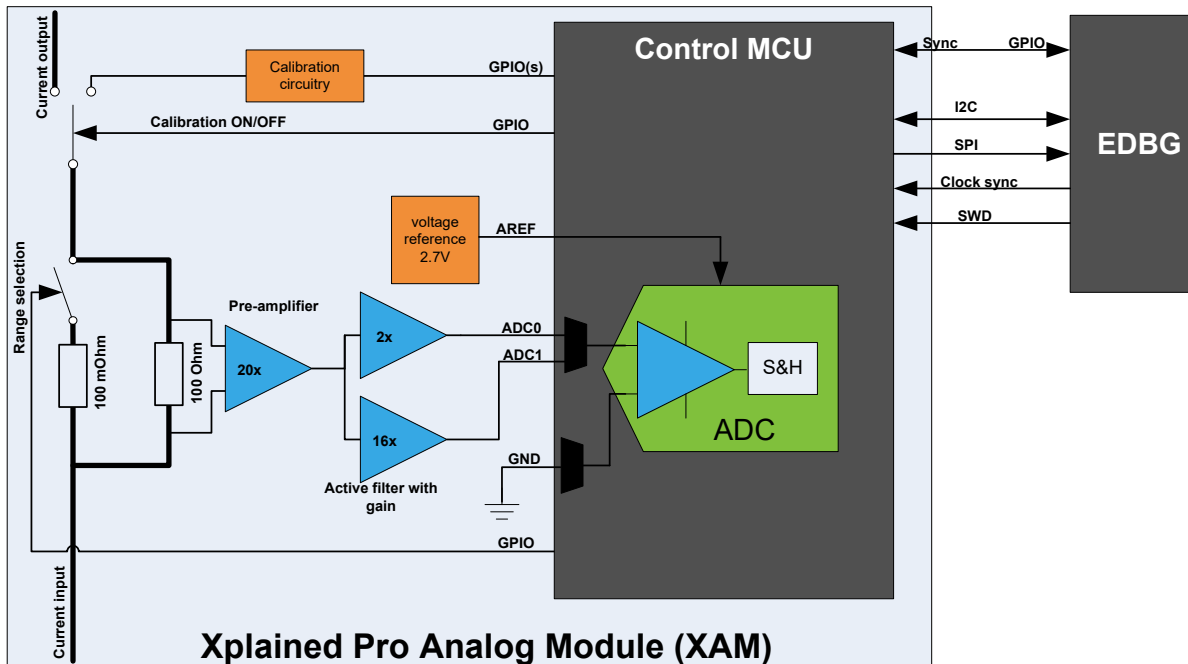 Current output
Calibration
circuitry
GPIO(s)
Control MCU
Sync
GPIO
Calibration ON/OFF
GPIO
I2C
SPI
EDBG
Clock sync
SWD
voltage
reference
2.7V
AREF
Range selection
Pre-amplifier
100 mOhm
100 Ohm
20x
2x
ADC0
ADC1
S&H
ADC
16x
GND
Active filter with
gain
GPIO
Current input
Xplained Pro Analog Module (XAM)